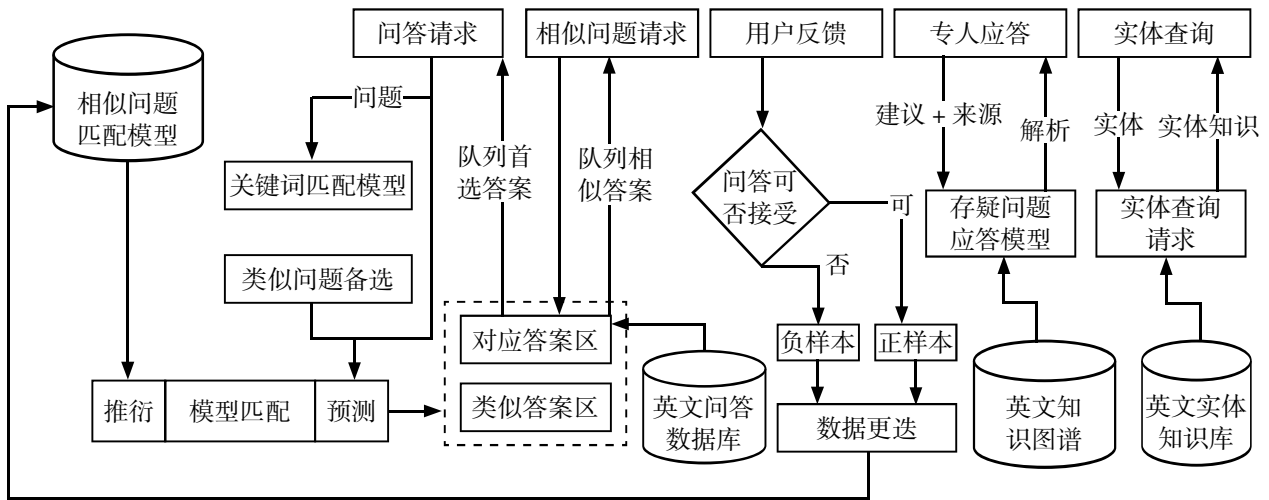 问答请求
相似问题请求
用户反馈
专人应答
实体查询
相似问题
匹配模型
问题
关键词匹配模型
队列首
选答案
队列相
似答案
问答可
否接受
可
否
建议 + 来源
解析
实体
实体知识
存疑问题
应答模型
实体查询
请求
类似问题备选
对应答案区
类似答案区
负样本
正样本
推衍
模型匹配
预测
英文问答
数据库
数据更迭
英文知
识图谱
英文实体
知识库